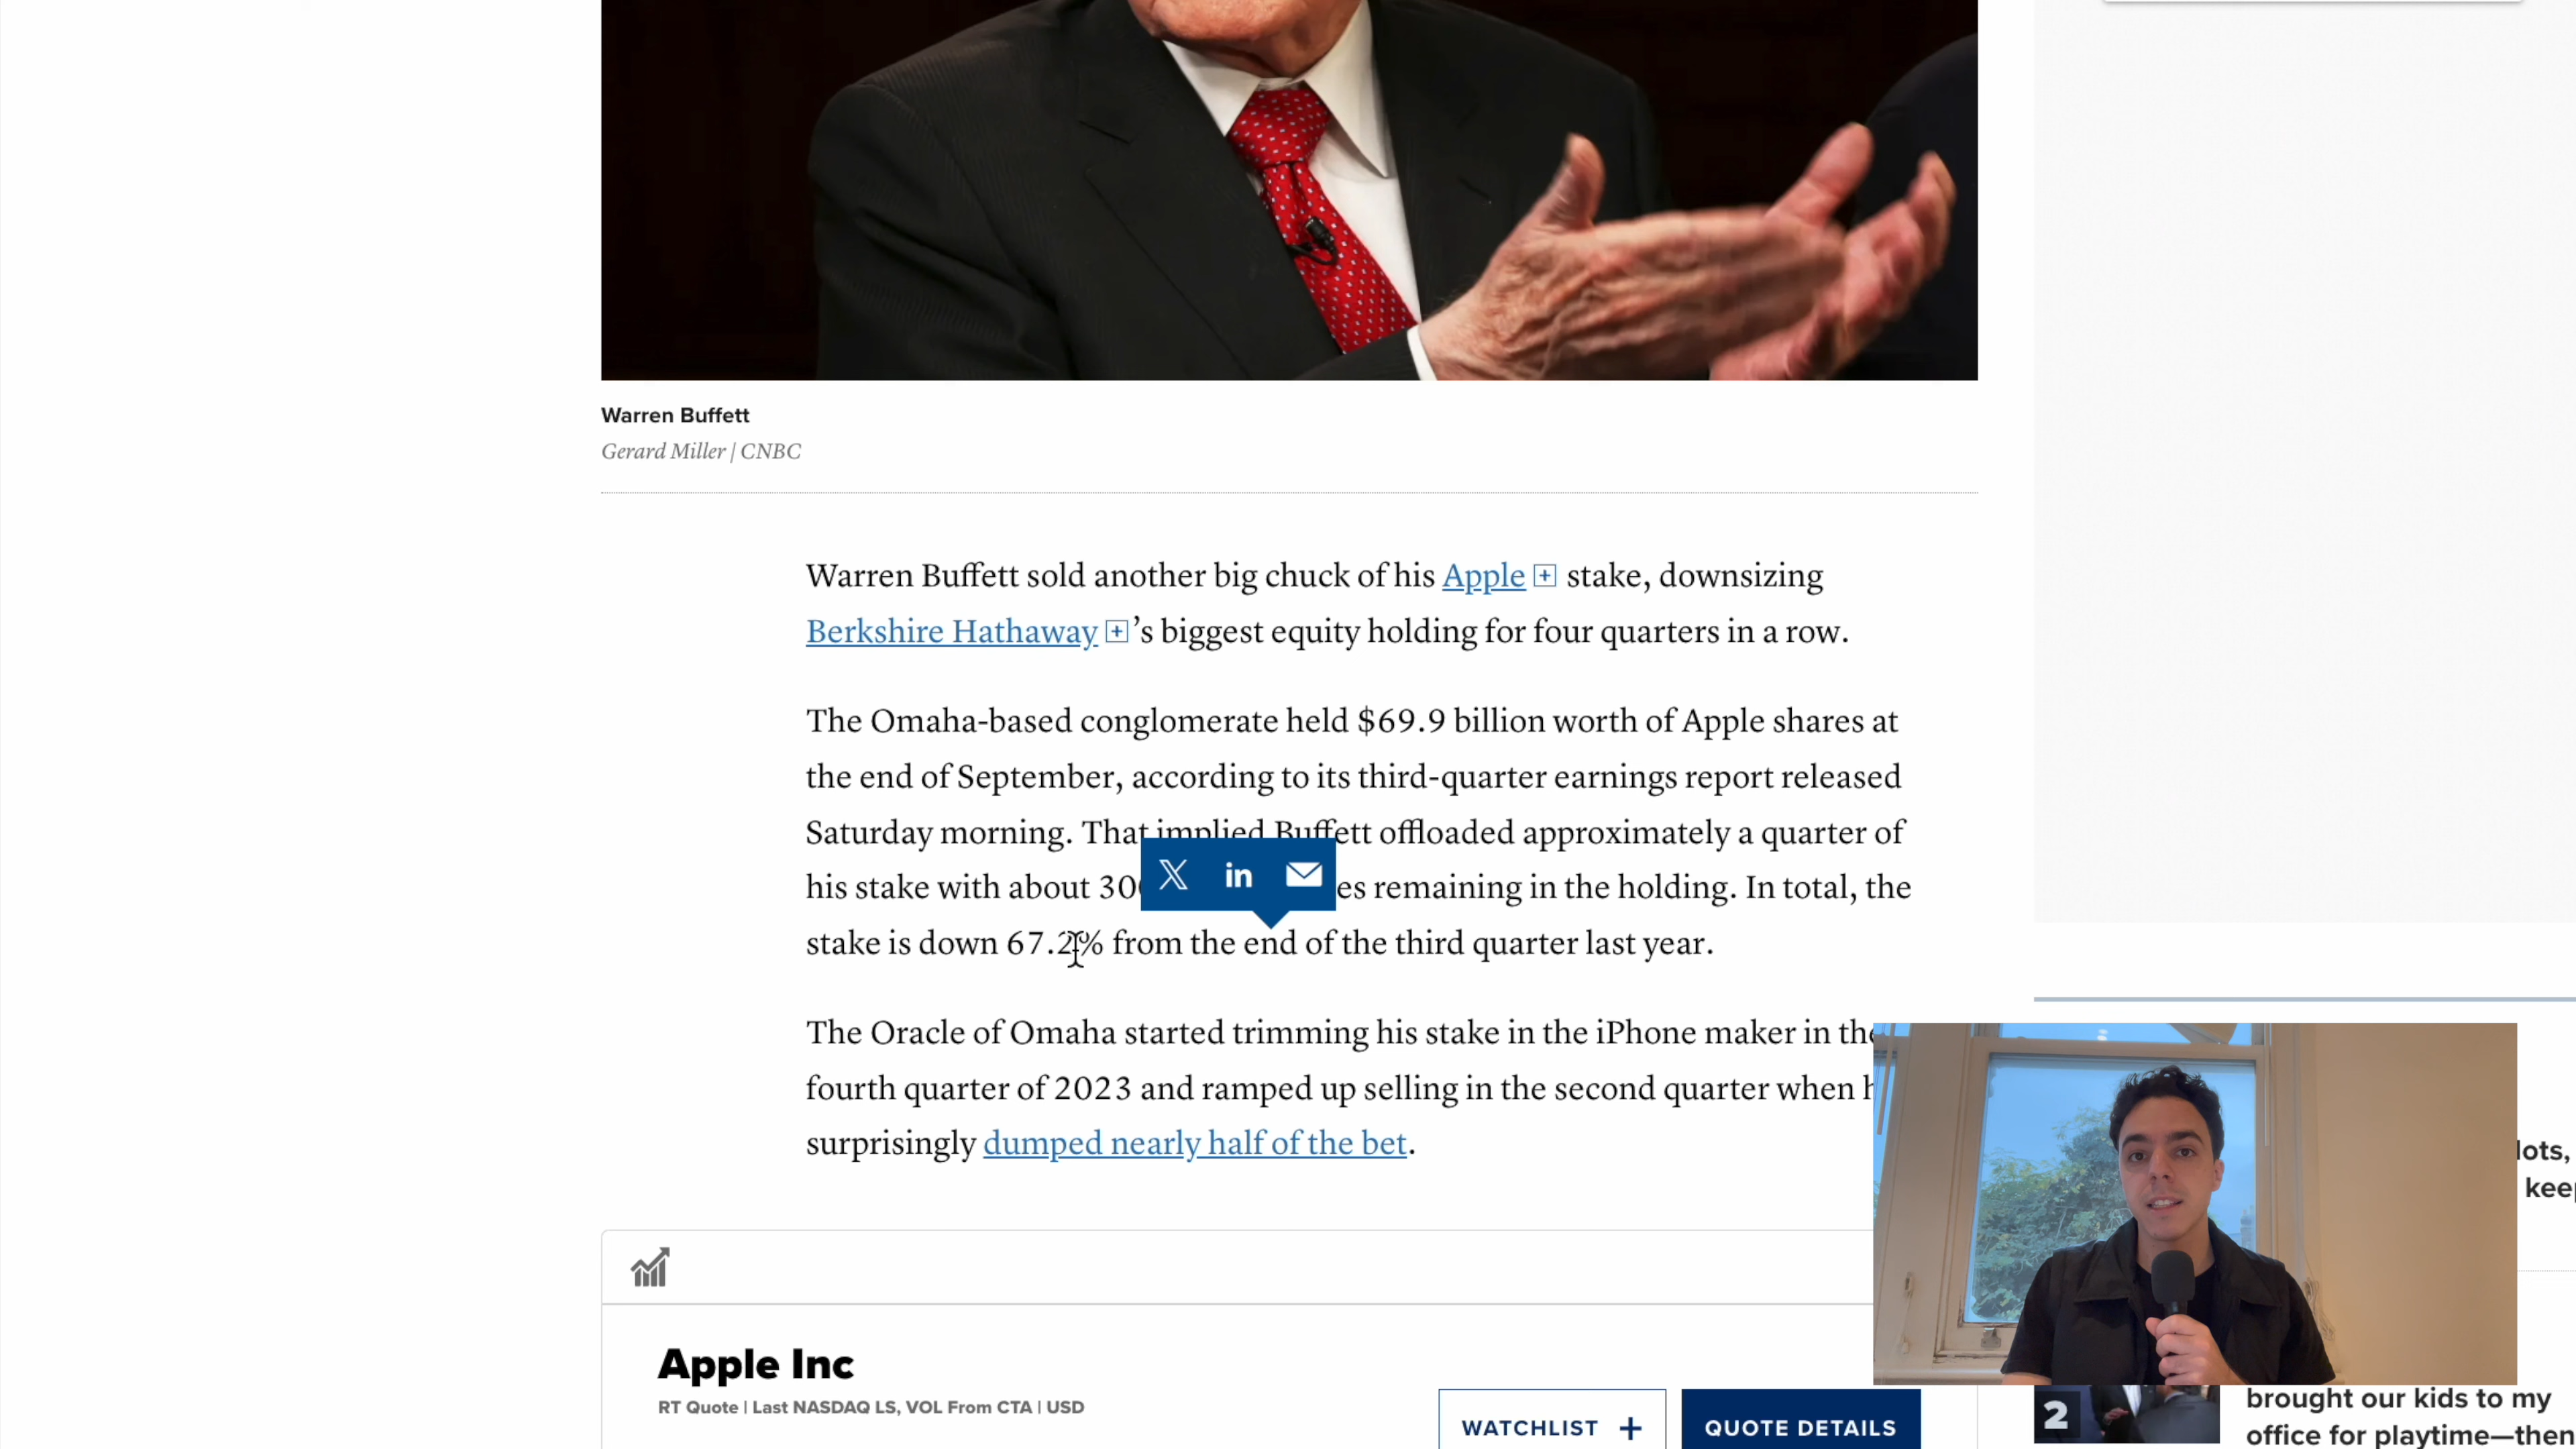 Warren Buffett
Gerard Miller | CNBC
Warren Buffett sold another big chuck of his Apple + stake, downsizing
Berkshire Hathaway + 's biggest equity holding for four quarters in a row.
The Omaha-based conglomerate held $69.9 billion worth of Apple shares at
the end of September, according to its third-quarter earnings report released
Saturday morning. That implied Buffett offloaded approximately a quarter of
his stake with about 30 es remaining in the holding. In total, the
stake is down 67.2% from the end of the third quarter last year.
The Oracle of Omaha started trimming his stake in the iPhone maker in the
fourth quarter of 2023 and ramped up selling in the second quarter when h
surprisingly dumped nearly half of the bet.
X in
Apple Inc
RT Quote | Last NASDAQ LS, VOL From CTA | USD
WATCHLIST +
QUOTE DETAILS
lots,
keep
2
brought our kids to my
office for playtime—then